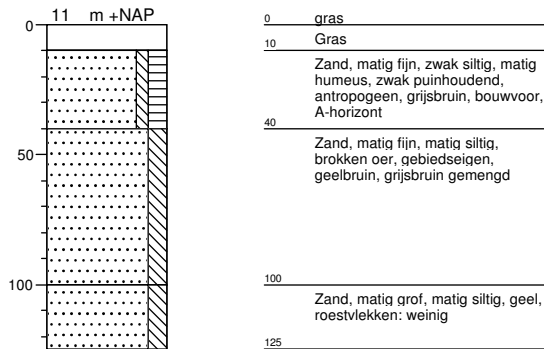 11 m +NAP
0
50
100
0 gras
10 Gras
Zand, matig fijn, zwak siltig, matig
humeus, zwak puinhoudend,
antropogeen, grijsbruin, bouwvoor,
A-horizont
40
Zand, matig fijn, matig siltig,
brokken oer, gebiedseigen,
geelbruin, grijsbruin gemengd
100
Zand, matig grof, matig siltig, geel,
roestvlekken: weinig
125